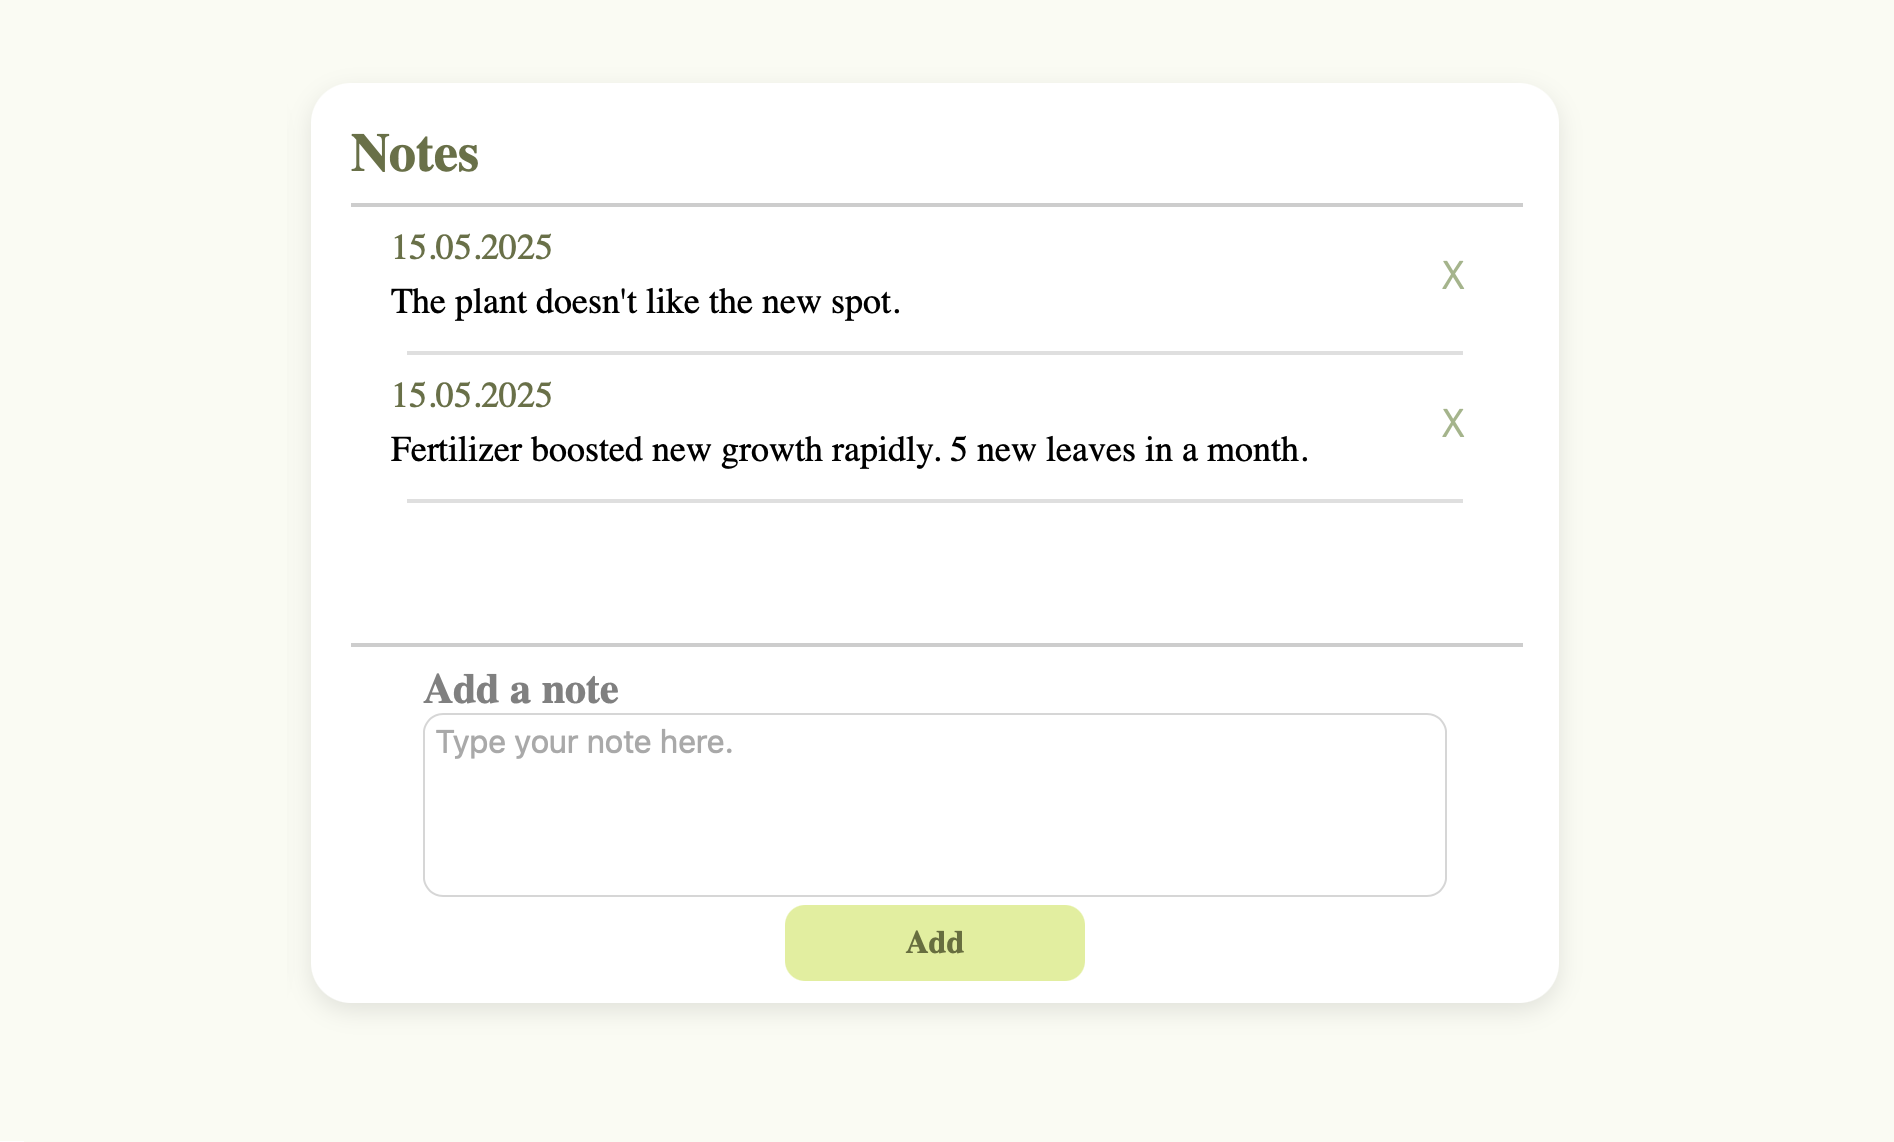 Notes
15.05.2025
X
The plant doesn't like the new spot.
15.05.2025
X
Fertilizer boosted new growth rapidly. 5 new leaves in a month.
Add a note
Type your note here.
Add